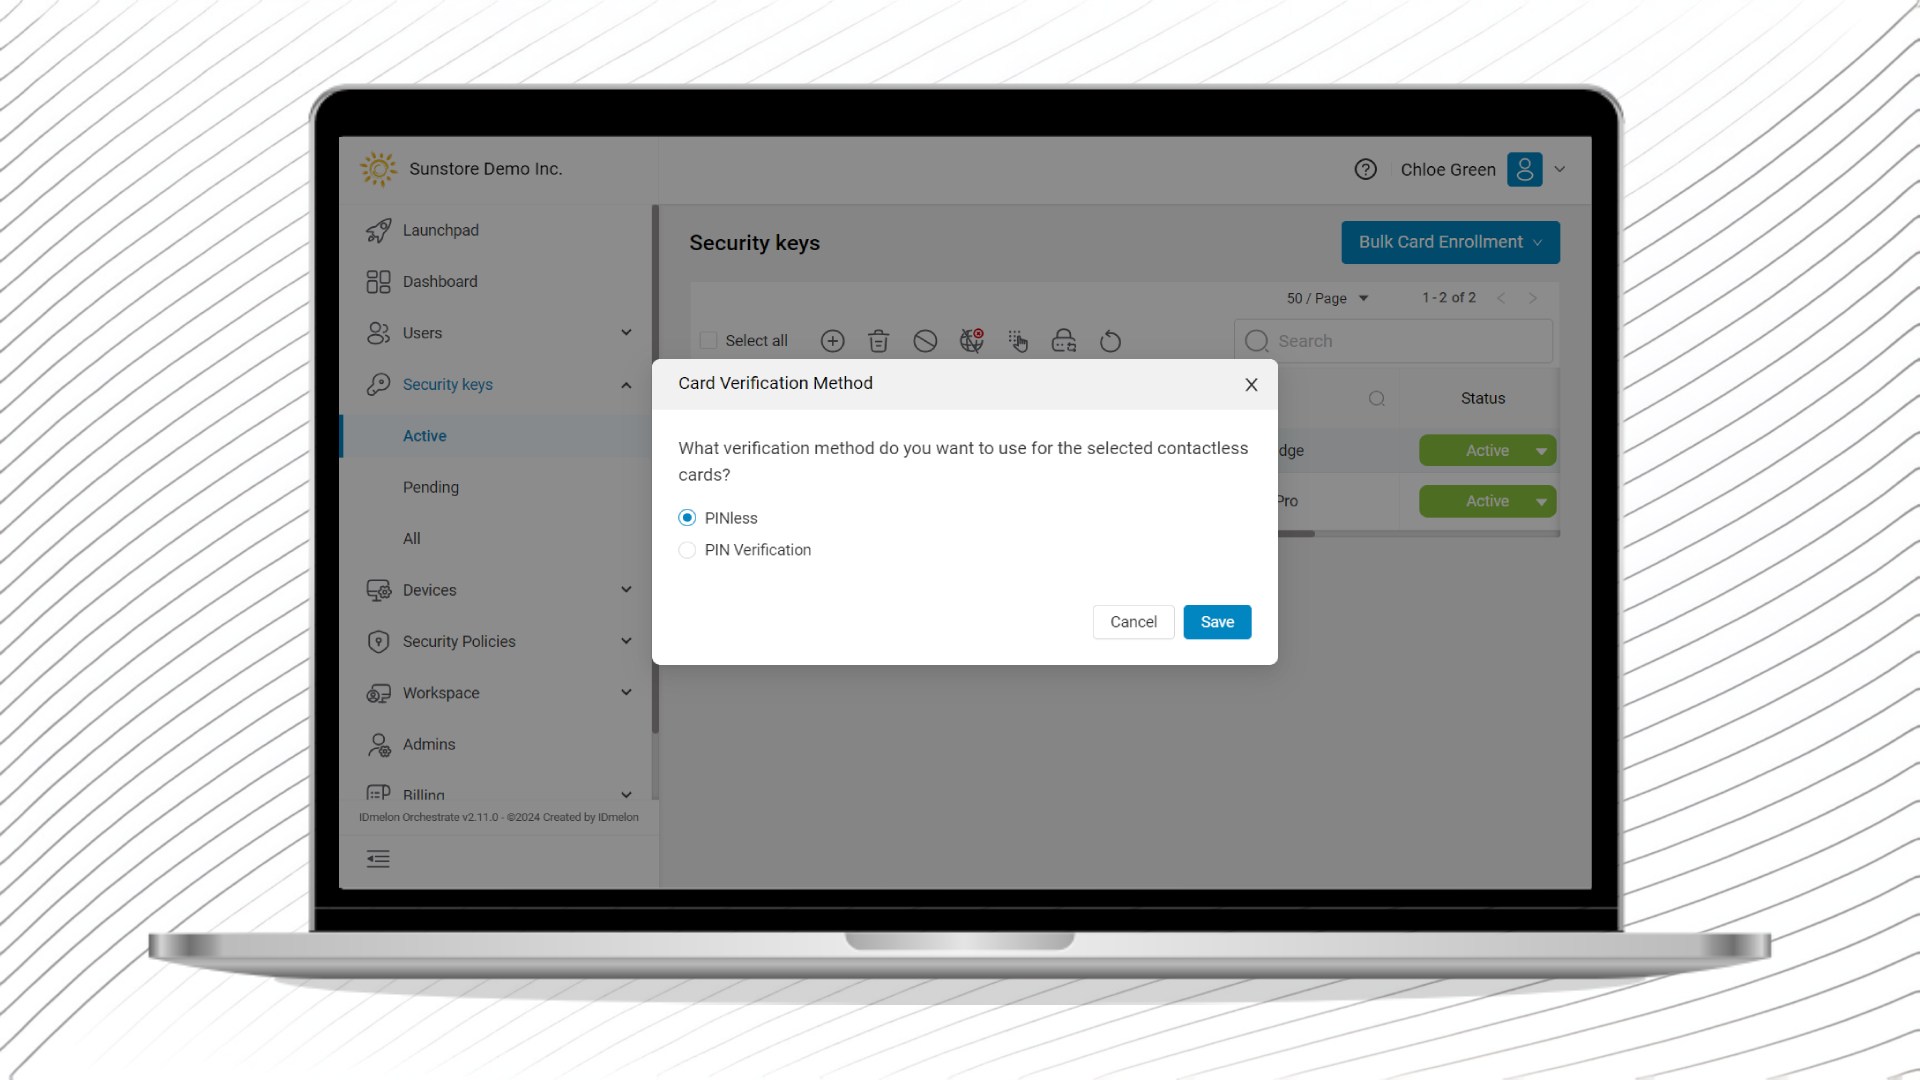 Sunstore Demo Inc.
Chloe Green
Launchpad
Dashboard
Users
Security keys
Active
Pending
All
Devices
Security Policies
Workspace
Admins
Billing
IDmelon Orchestrate v2.11.0 - ©2024 Created by IDmelon
Security keys
Bulk Card Enrollment
50 / Page
1 - 2 of 2
Select all
Search
Status
dge
Active
Pro
Active
Card Verification Method
What verification method do you want to use for the selected contactless
cards?
PINless
PIN Verification
Cancel
Save